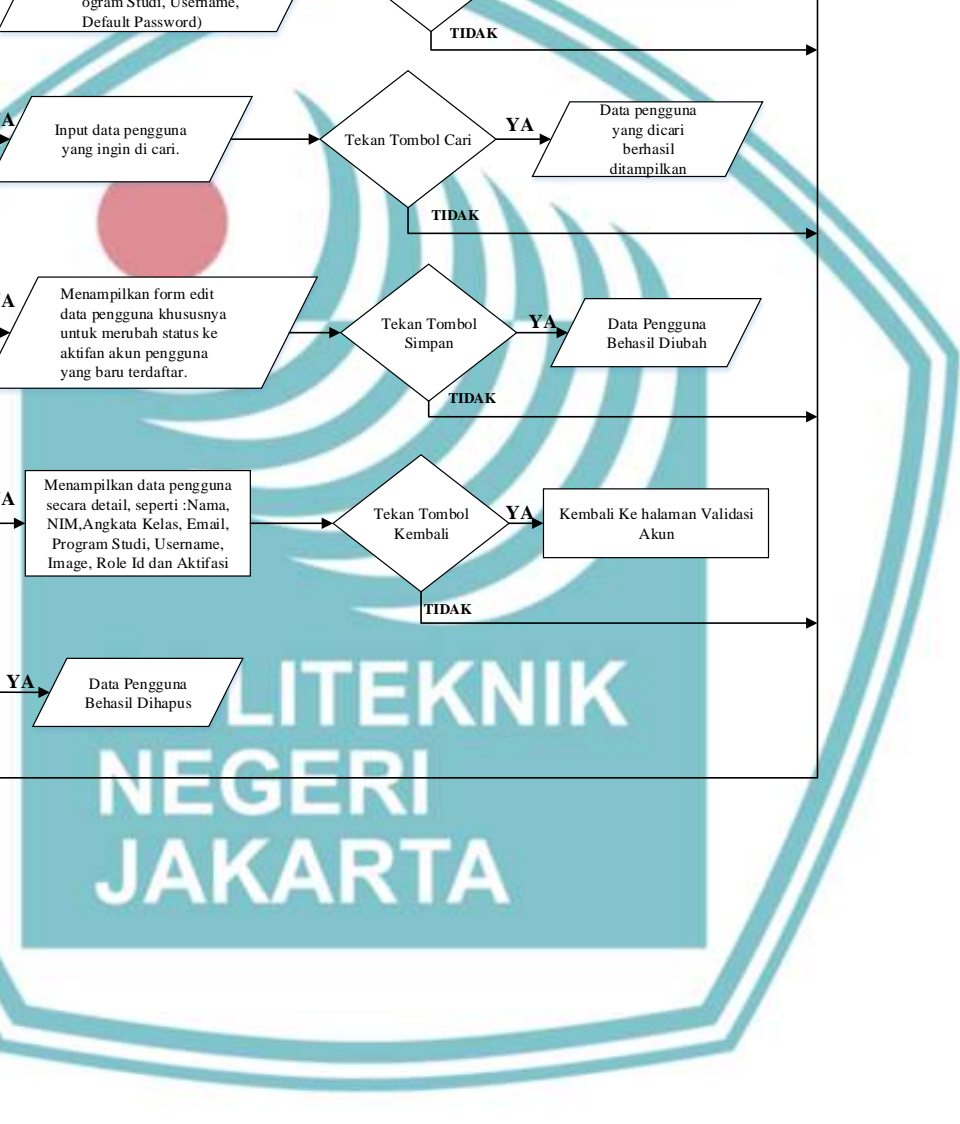 ogram Studi, Username,
Default Password)
TIDAK
YA
Input data pengguna
yang ingin di cari.
Tekan Tombol Cari
YA
Data pengguna
yang dicari
berhasil
ditampilkan
TIDAK
A
Menampilkan form edit
data pengguna khususnya
untuk merubah status ke
aktifan akun pengguna
yang baru terdaftar.
Tekan Tombol
Simpan
YA
Data Pengguna
Behasil Diubah
TIDAK
A
Menampilkan data pengguna
secara detail, seperti :Nama,
NIM,Angkata Kelas, Email,
Program Studi, Username,
Image, Role Id dan Aktifasi
Tekan Tombol
Kembali
YA
Kembali Ke halaman Validasi
Akun
TIDAK
YA
Data Pengguna
Behasil Dihapus
LITEKNIK
NEGERI
JAKARTA